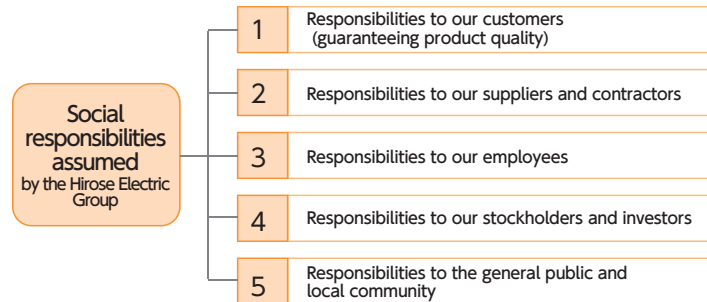 Social
responsibilities
assumed
by the Hirose Electric
Group
1
Responsibilities to our customers
(guaranteeing product quality)
2
Responsibilities to our suppliers and contractors
3
Responsibilities to our employees
4
Responsibilities to our stockholders and investors
5
Responsibilities to the general public and
local community